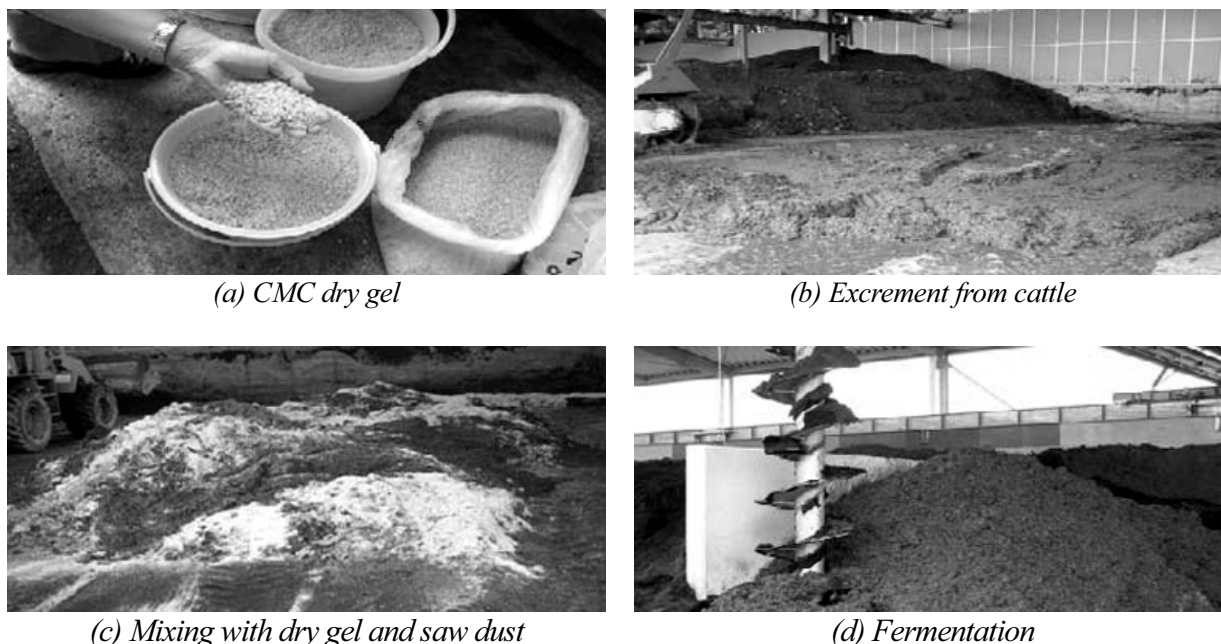 (a) CMC dry gel
(b) Excrement from cattle
(c) Mixing with dry gel and saw dust
(d) Fermentation